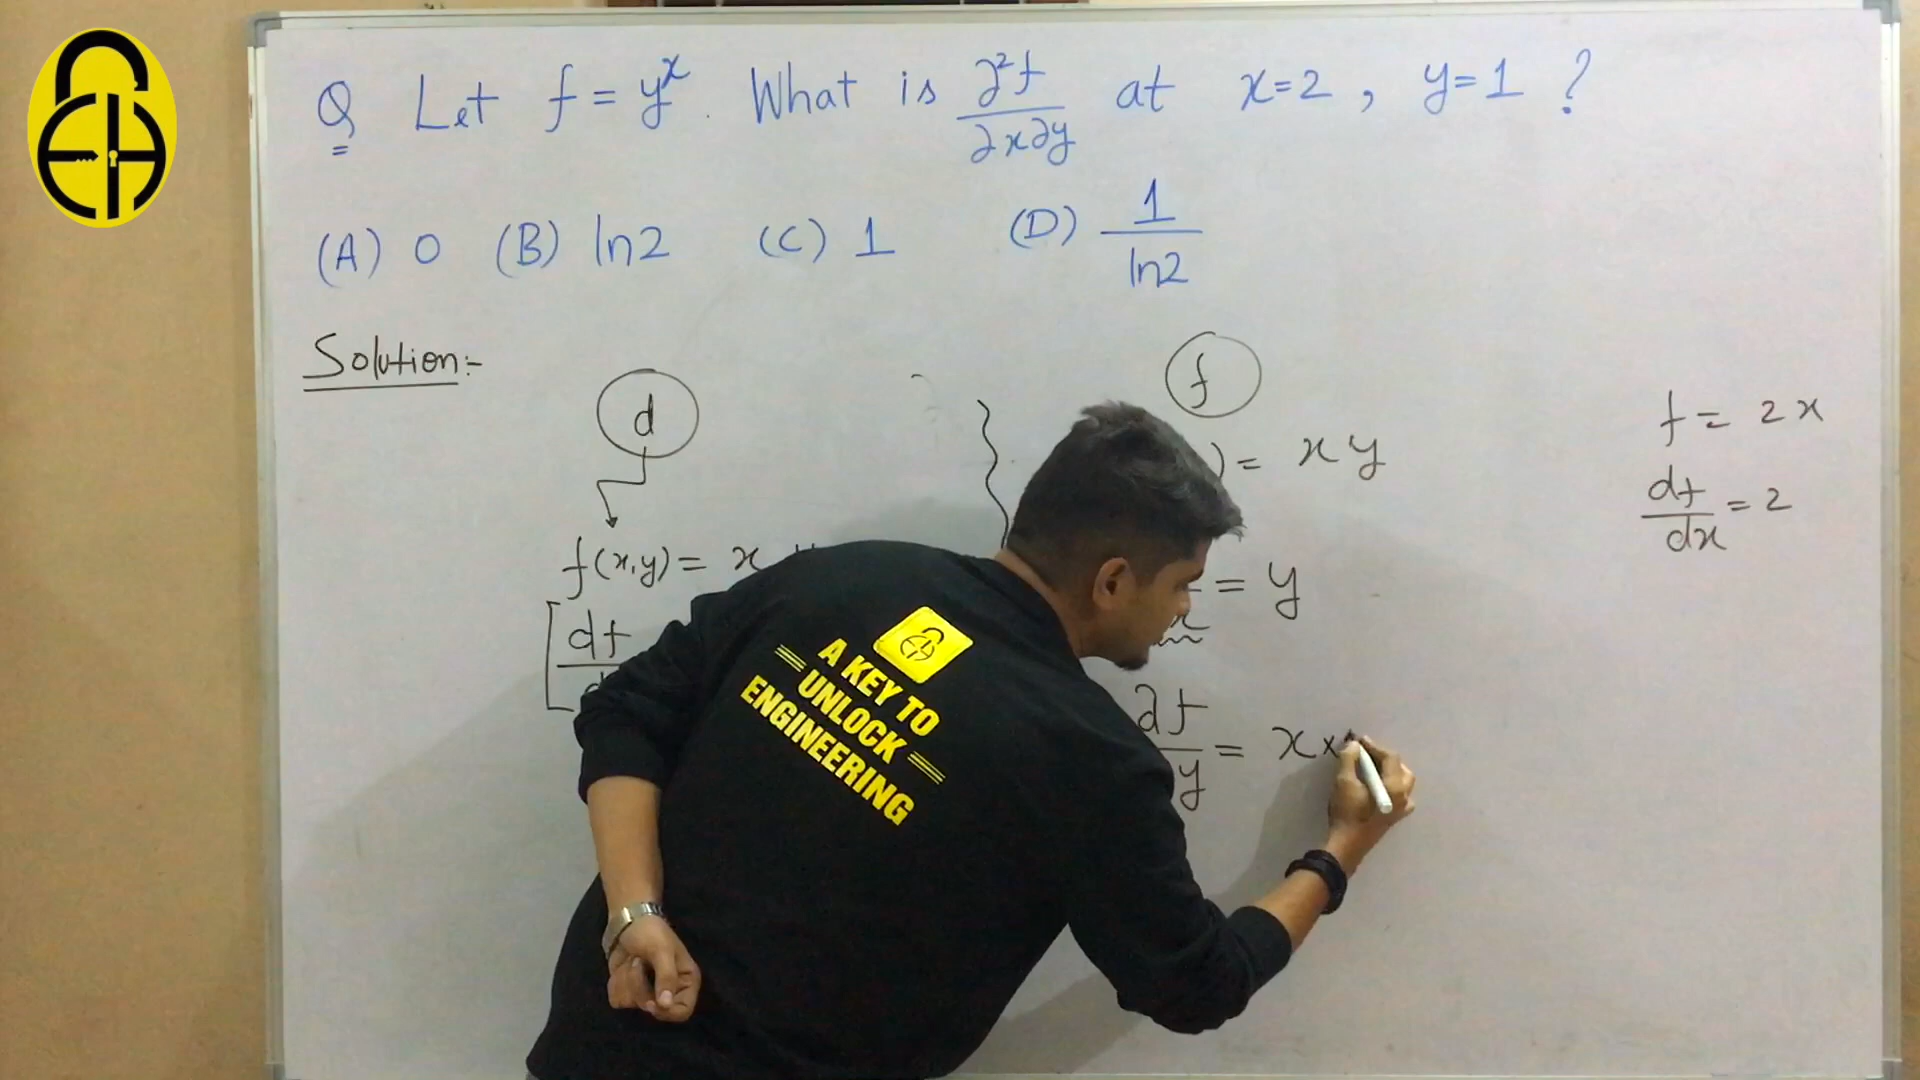 Q Let f = y^x. What is ∂²f/∂x∂y at x=2, y=1 ?
(A) 0 (B) ln2 (C) 1 (D) 1/ln2
Solution:-
d
f(x,y) = x
df
f
) = xy
= y
∂f/∂y = x×
f = 2x
df/dx = 2
A KEY TO
UNLOCK
ENGINEERING